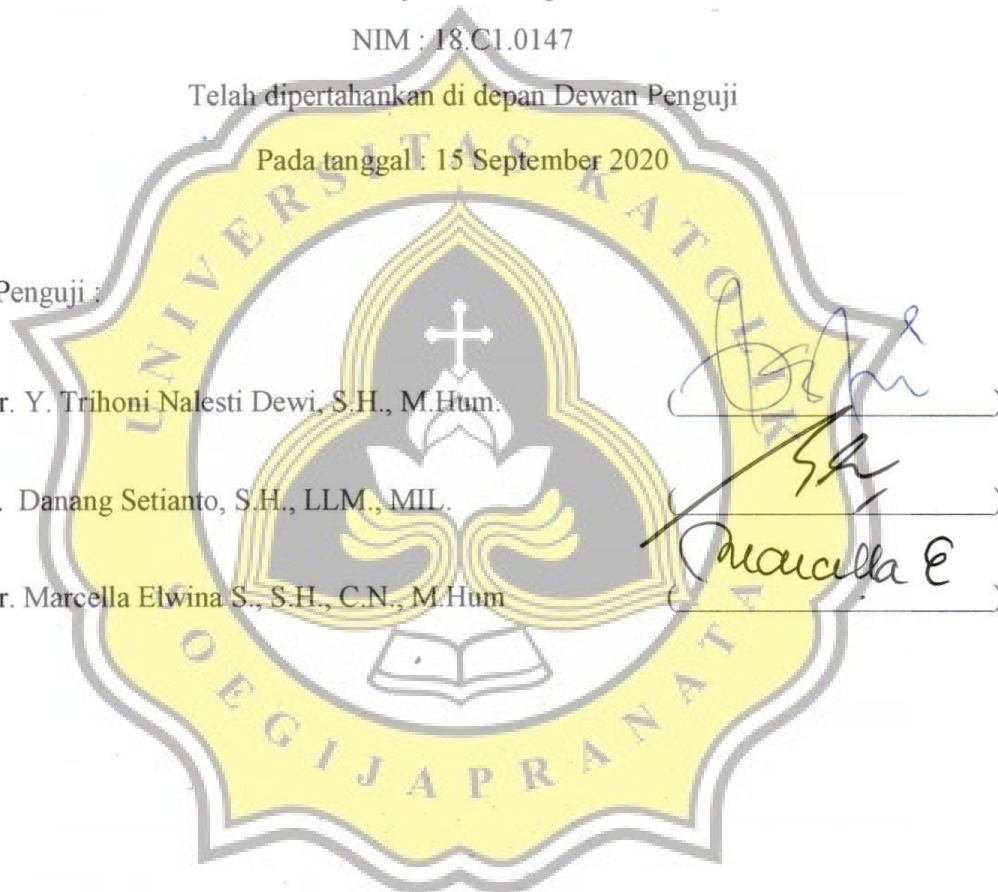 NIM : 18.C1.0147
Telah dipertahankan di depan Dewan Penguji
Pada tanggal : 15 September 2020
Penguji :
r. Y. Trihoni Nalesti Dewi, S.H., M.Hum. ( )
. Danang Setianto, S.H., LLM., MIL. ( )
r. Marcella Elwina S., S.H., C.N., M.Hum ( Marcella E )
UNIVERSITAS KATOLIK
SOEGIJAPRANATA